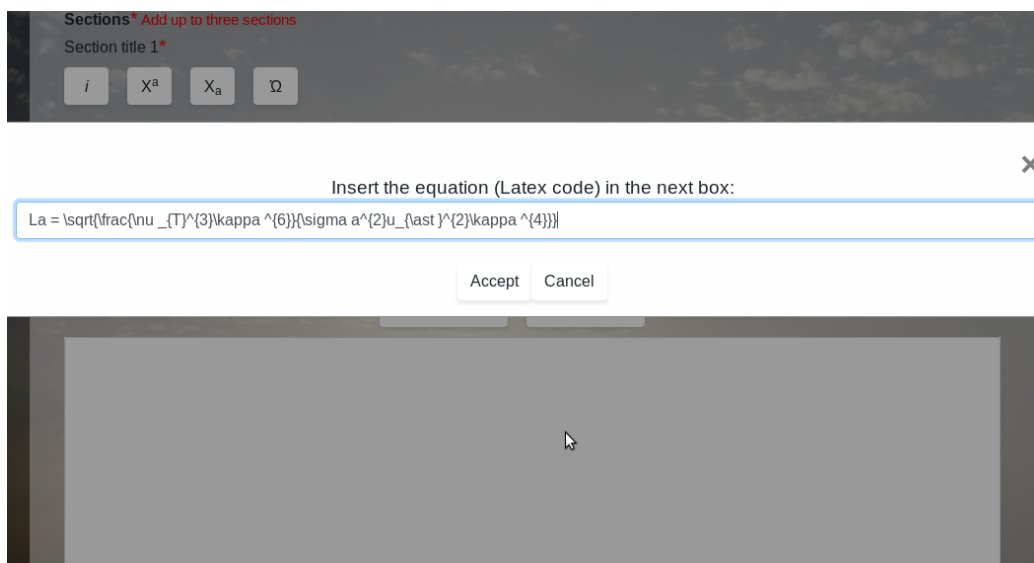 Sections* Add up to three sections
Section title 1*
i Xᵃ Xₐ Ώ
×
Insert the equation (Latex code) in the next box:
La = \sqrt{\frac{\nu _{T}^{3}\kappa ^{6}}{\sigma a^{2}u_{\ast }^{2}\kappa ^{4}}}
Accept Cancel